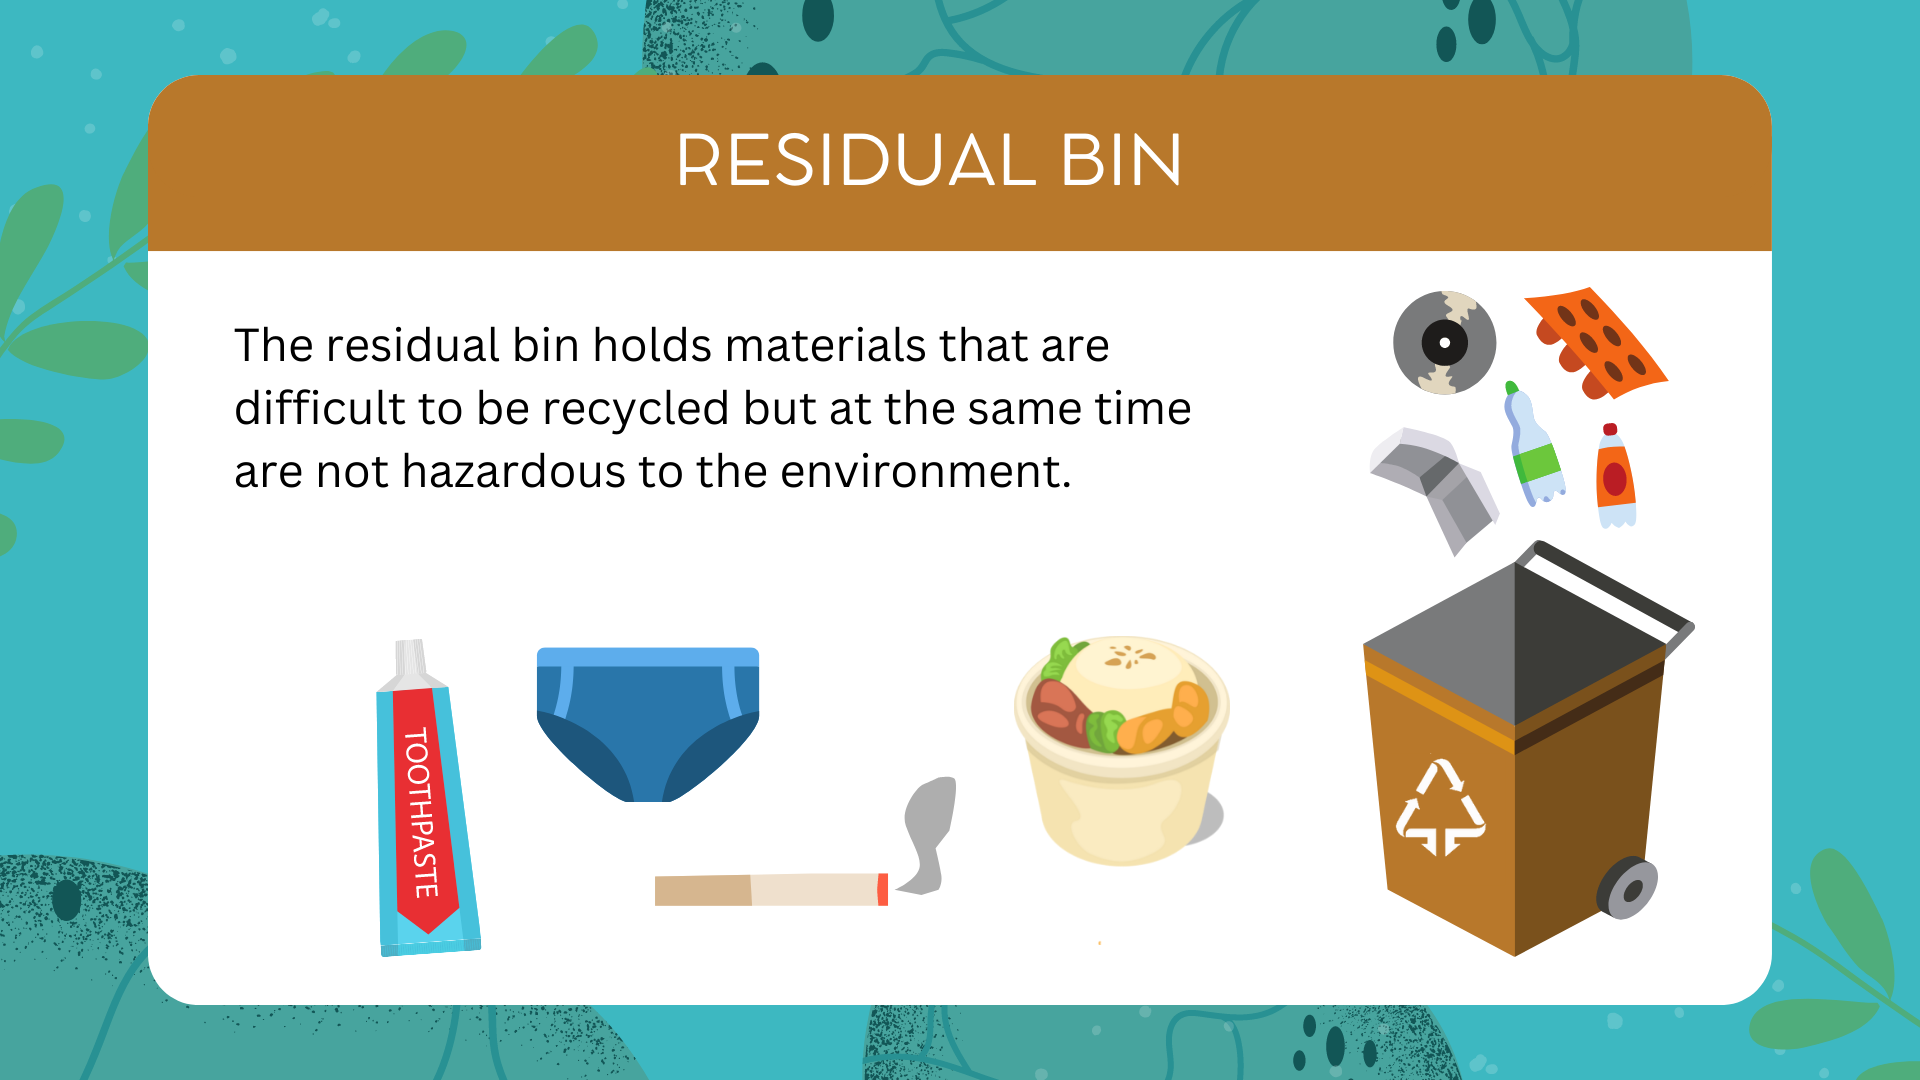 RESIDUAL BIN
The residual bin holds materials that are
difficult to be recycled but at the same time
are not hazardous to the environment.
TOOTHPASTE